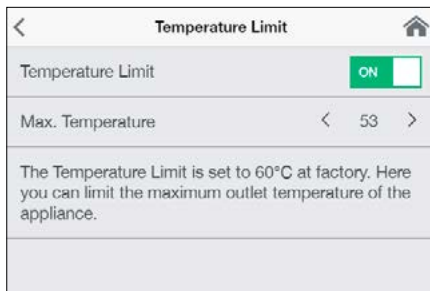 Temperature Limit
Temperature Limit ON
Max. Temperature < 53 >
The Temperature Limit is set to 60°C at factory. Here
you can limit the maximum outlet temperature of the
appliance.